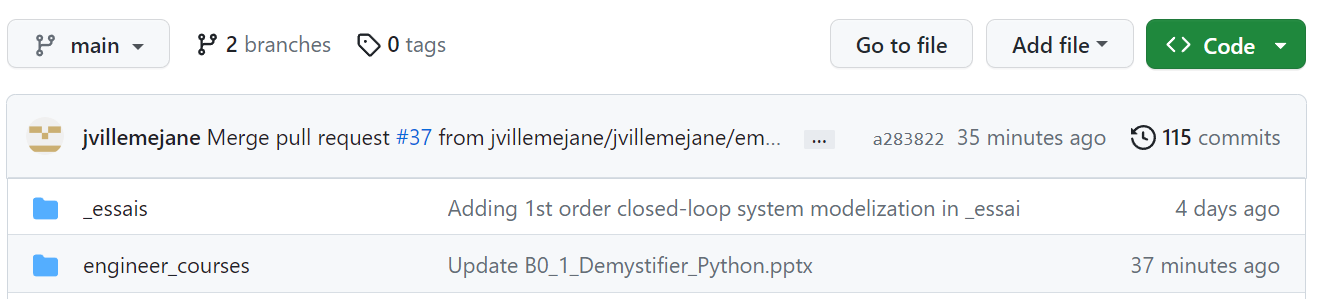 main 2 branches 0 tags Go to file Add file Code
jvillemejane Merge pull request #37 from jvillemejane/jvillemejane/em... ... a283822 35 minutes ago 115 commits
_essais Adding 1st order closed-loop system modelization in _essai 4 days ago
engineer_courses Update B0_1_Demystifier_Python.pptx 37 minutes ago